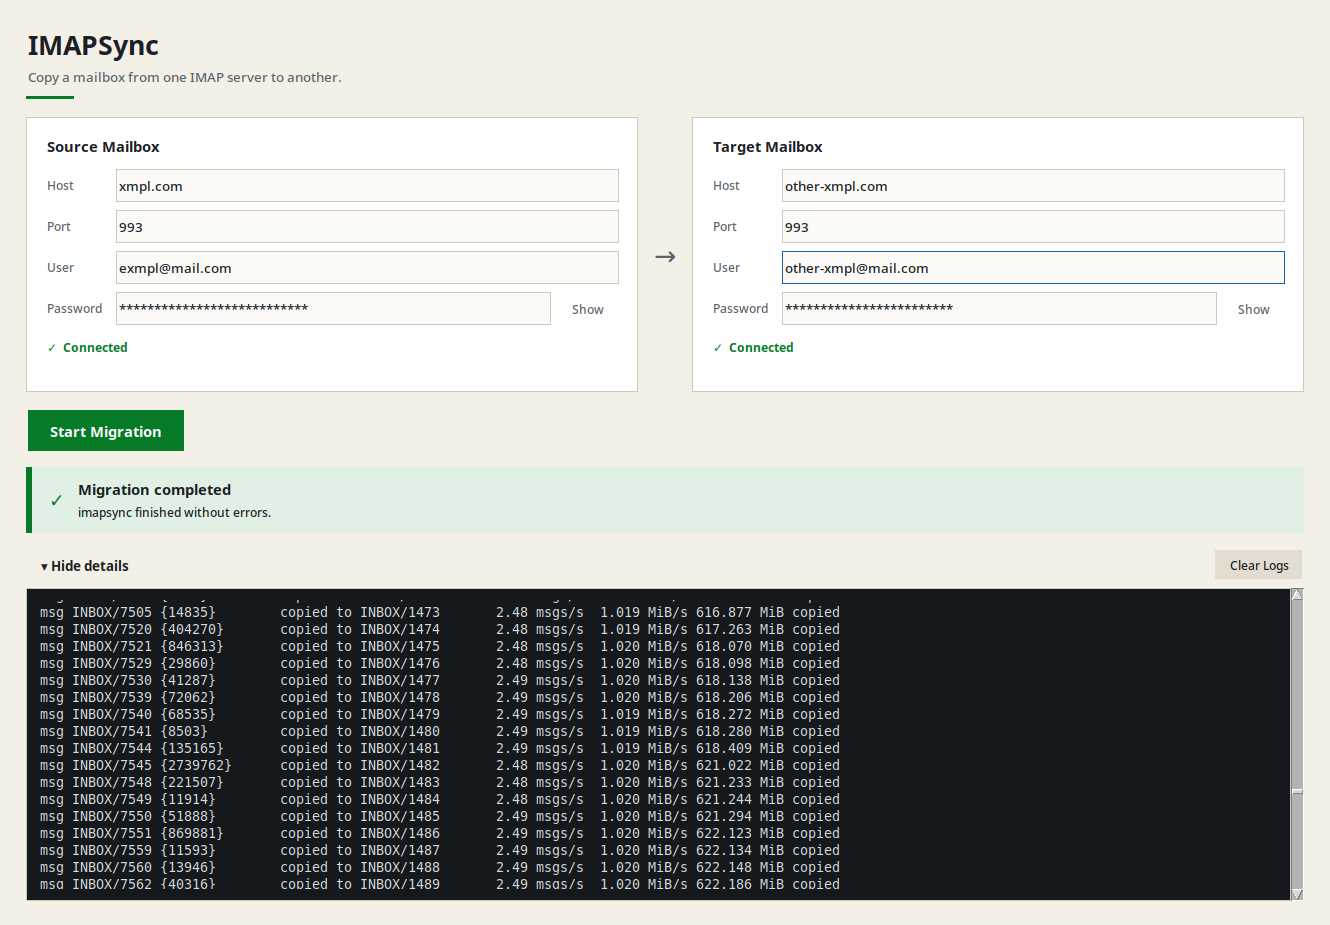 IMAPSync
Copy a mailbox from one IMAP server to another.
Source Mailbox
Host xmpl.com
Port 993
User exmpl@mail.com
Password *************************** Show
✓ Connected
→
Target Mailbox
Host other-xmpl.com
Port 993
User other-xmpl@mail.com
Password ************************ Show
✓ Connected
Start Migration
✓ Migration completed
imapsync finished without errors.
▾ Hide details
Clear Logs
msg INBOX/7505 {14835} copied to INBOX/1473 2.48 msgs/s 1.019 MiB/s 616.877 MiB copied
msg INBOX/7520 {404270} copied to INBOX/1474 2.48 msgs/s 1.019 MiB/s 617.263 MiB copied
msg INBOX/7521 {846313} copied to INBOX/1475 2.48 msgs/s 1.020 MiB/s 618.070 MiB copied
msg INBOX/7529 {29860} copied to INBOX/1476 2.48 msgs/s 1.020 MiB/s 618.098 MiB copied
msg INBOX/7530 {41287} copied to INBOX/1477 2.49 msgs/s 1.020 MiB/s 618.138 MiB copied
msg INBOX/7539 {72062} copied to INBOX/1478 2.49 msgs/s 1.020 MiB/s 618.206 MiB copied
msg INBOX/7540 {68535} copied to INBOX/1479 2.49 msgs/s 1.019 MiB/s 618.272 MiB copied
msg INBOX/7541 {8503} copied to INBOX/1480 2.49 msgs/s 1.019 MiB/s 618.280 MiB copied
msg INBOX/7544 {135165} copied to INBOX/1481 2.49 msgs/s 1.019 MiB/s 618.409 MiB copied
msg INBOX/7545 {2739762} copied to INBOX/1482 2.48 msgs/s 1.020 MiB/s 621.022 MiB copied
msg INBOX/7548 {221507} copied to INBOX/1483 2.48 msgs/s 1.020 MiB/s 621.233 MiB copied
msg INBOX/7549 {11914} copied to INBOX/1484 2.48 msgs/s 1.020 MiB/s 621.244 MiB copied
msg INBOX/7550 {51888} copied to INBOX/1485 2.49 msgs/s 1.020 MiB/s 621.294 MiB copied
msg INBOX/7551 {869881} copied to INBOX/1486 2.49 msgs/s 1.020 MiB/s 622.123 MiB copied
msg INBOX/7559 {11593} copied to INBOX/1487 2.49 msgs/s 1.020 MiB/s 622.134 MiB copied
msg INBOX/7560 {13946} copied to INBOX/1488 2.49 msgs/s 1.020 MiB/s 622.148 MiB copied
msg INBOX/7562 {40316} copied to INBOX/1489 2.49 msgs/s 1.020 MiB/s 622.186 MiB copied